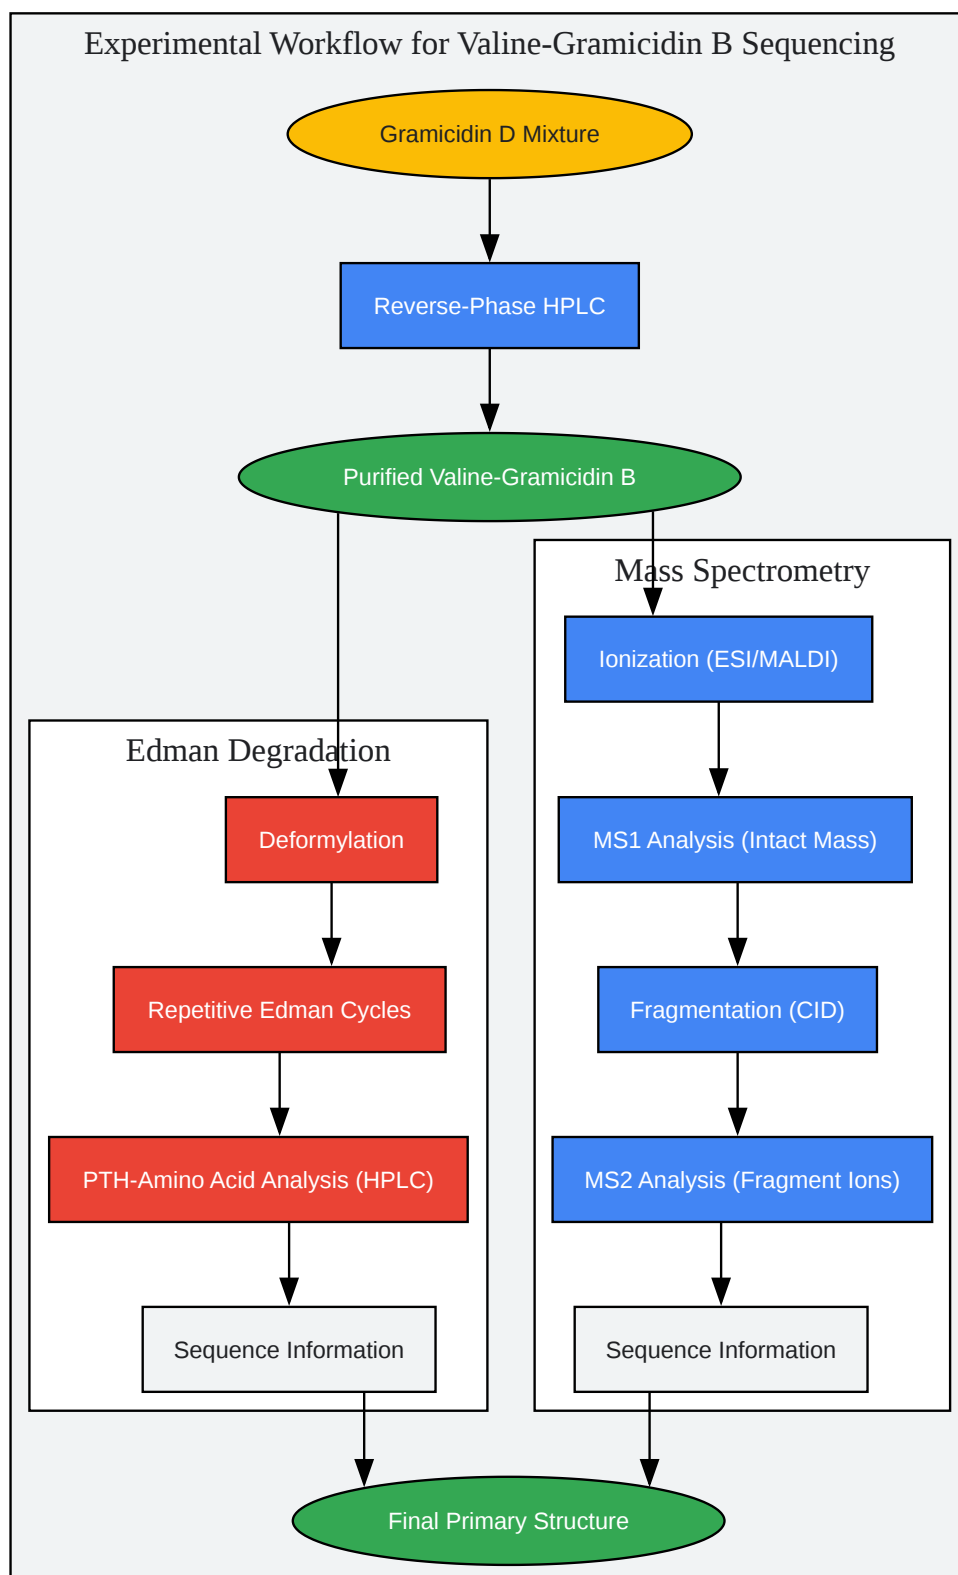 Experimental Workflow for Valine-Gramicidin B Sequencing
Gramicidin D Mixture
Reverse-Phase HPLC
Purified Valine-Gramicidin B
Mass Spectrometry
Ionization (ESI/MALDI)
MS1 Analysis (Intact Mass)
Fragmentation (CID)
MS2 Analysis (Fragment Ions)
Sequence Information
Edman Degradation
Deformylation
Repetitive Edman Cycles
PTH-Amino Acid Analysis (HPLC)
Sequence Information
Final Primary Structure